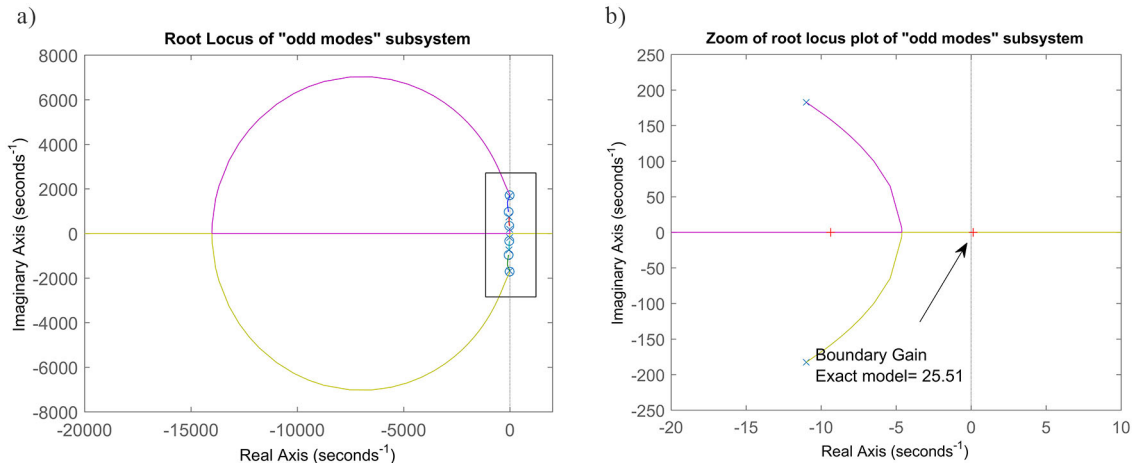 a)
Root Locus of "odd modes" subsystem
Imaginary Axis (seconds⁻¹)
8000
6000
4000
2000
0
-2000
-4000
-6000
-8000
-20000 -15000 -10000 -5000 0
Real Axis (seconds⁻¹)
b)
Zoom of root locus plot of "odd modes" subsystem
Imaginary Axis (seconds⁻¹)
250
200
150
100
50
0
-50
-100
-150
-200
-250
Boundary Gain
Exact model= 25.51
-20 -15 -10 -5 0 5 10
Real Axis (seconds⁻¹)